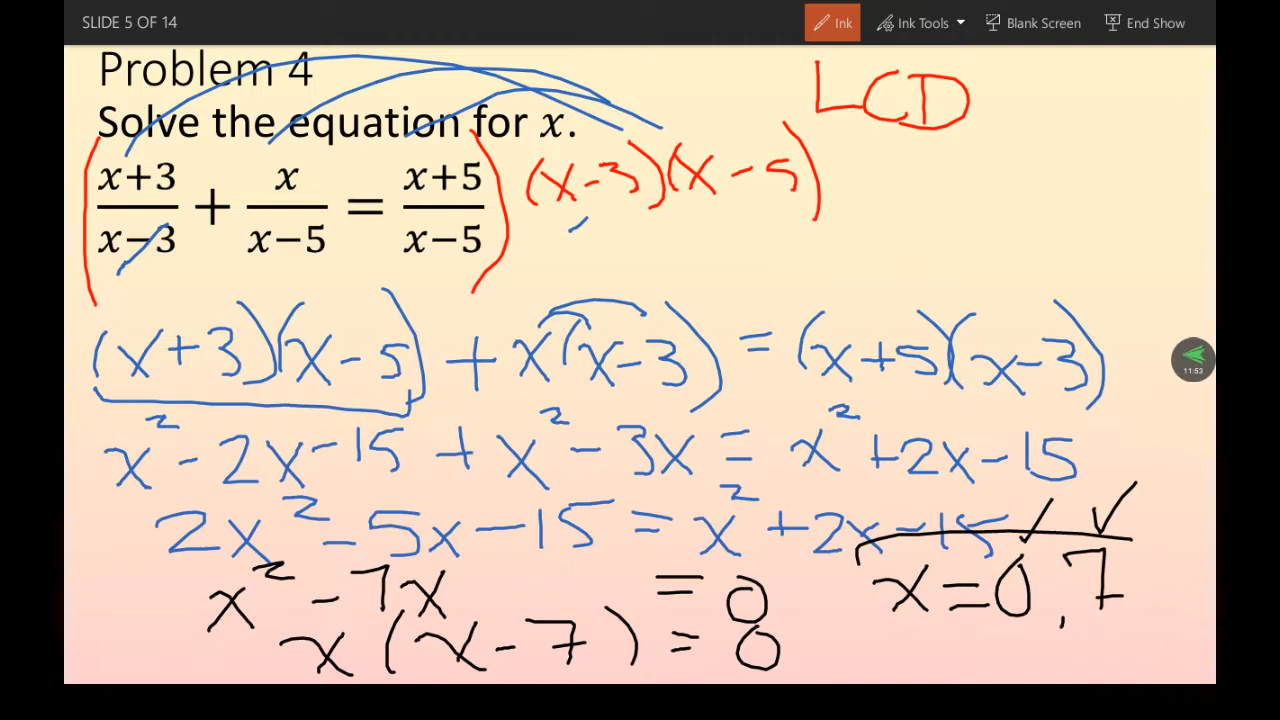 SLIDE 5 OF 14 Ink Ink Tools Blank Screen End Show
Problem 4
LCD
Solve the equation for x.
x+3/x−3 + x/x−5 = x+5/x−5 (x-3)(x-5)
(x+3)(x-5) + x(x-3) = (x+5)(x-3)
11:53
x² - 2x - 15 + x² - 3x = x² + 2x - 15
2x² - 5x - 15 = x² + 2x - 15
x² - 7x = 0
x = 0, 7
x(x-7) = 0